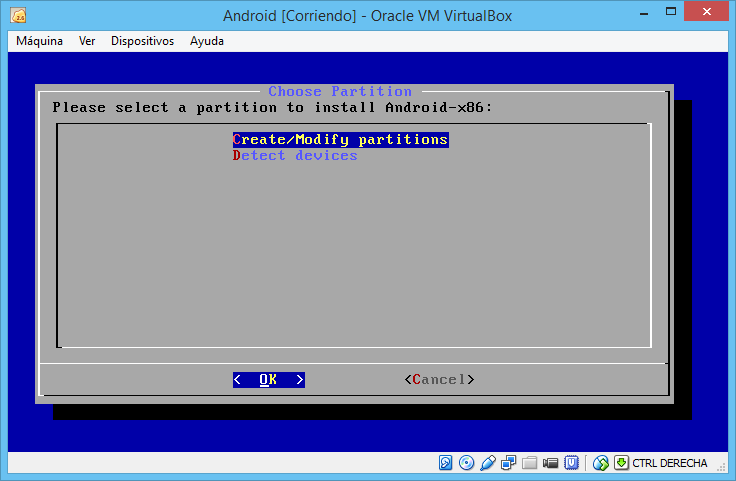 Android [Corriendo] - Oracle VM VirtualBox
Máquina Ver Dispositivos Ayuda
Choose Partition
Please select a partition to install Android-x86:
Create/Modify partitions
Detect devices
< OK > <Cancel>
CTRL DERECHA